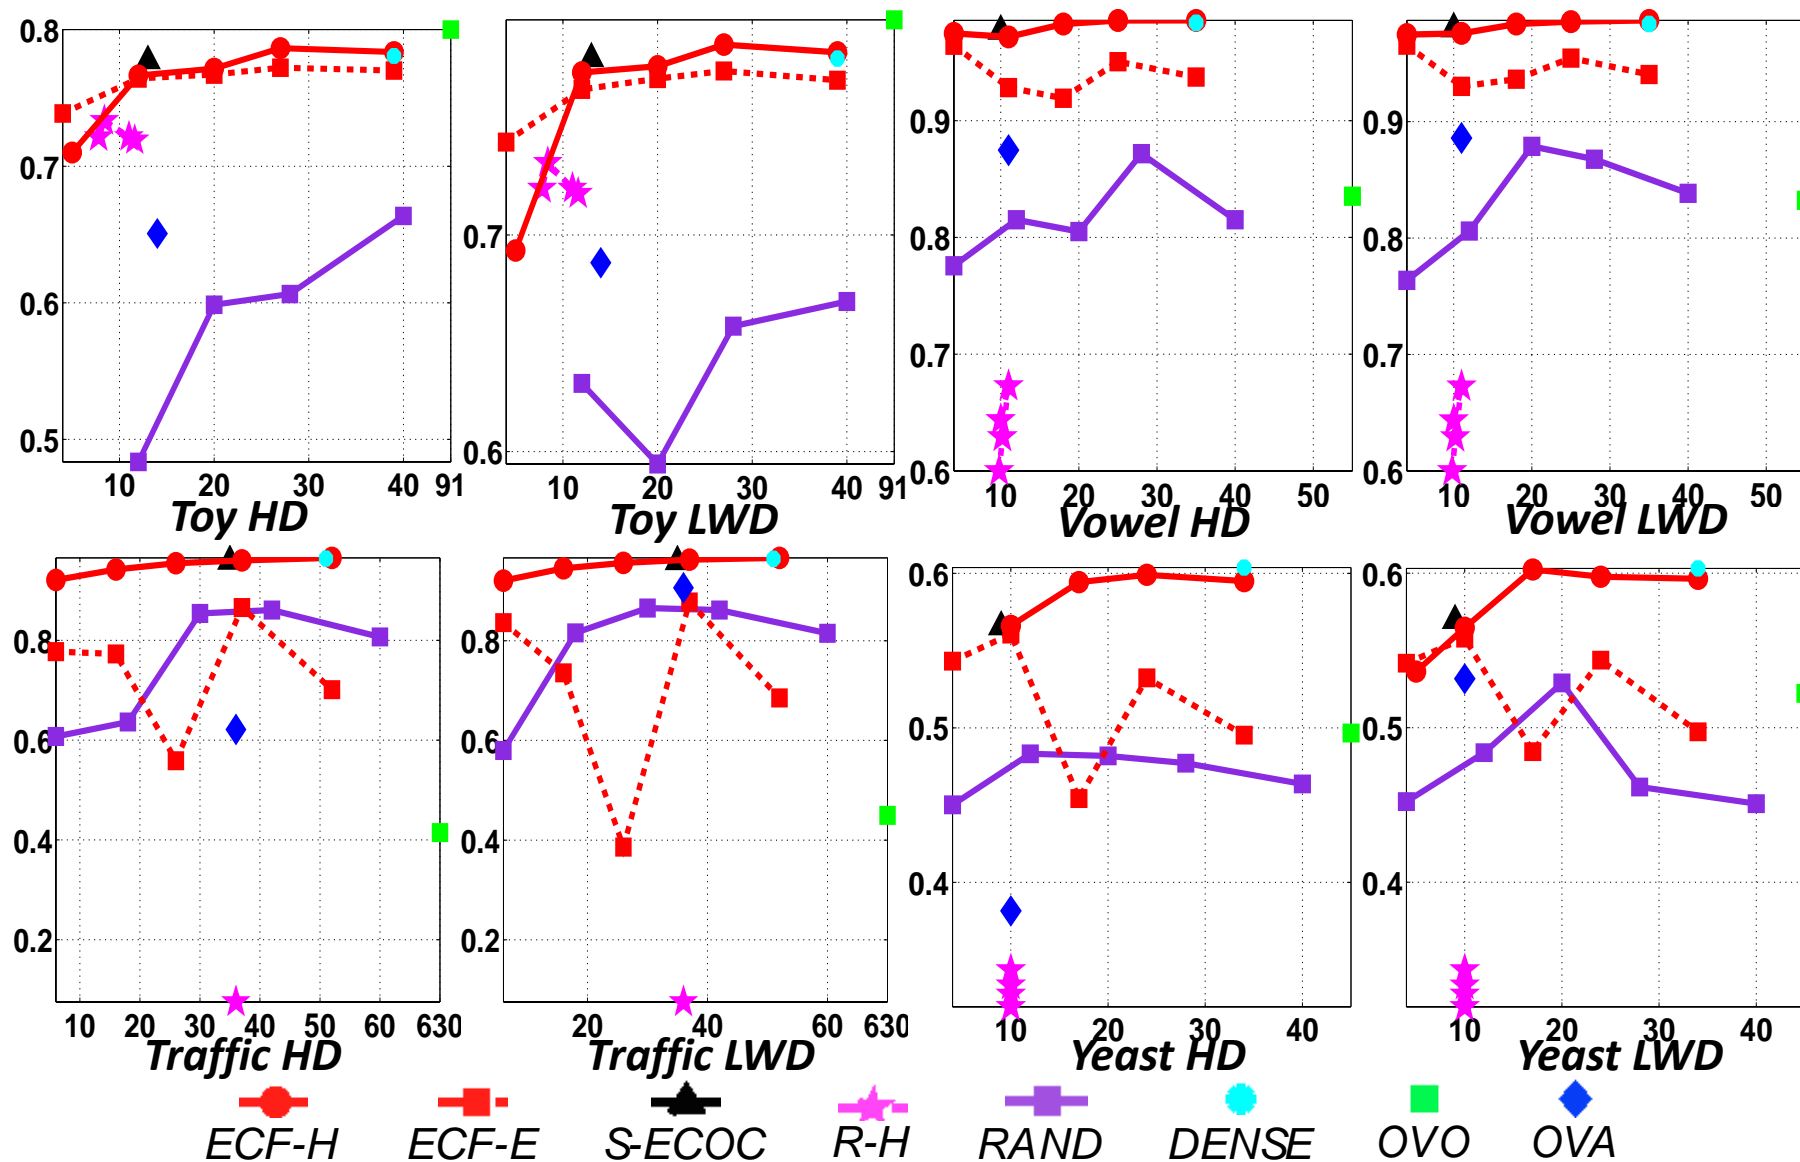 0.8
0.7
0.6
0.5
10 20 30 40 91
Toy HD
0.7
0.6
10 20 30 40 91
Toy LWD
0.9
0.8
0.7
0.6
10 20 30 40 50
Vowel HD
0.9
0.8
0.7
0.6
10 20 30 40 50
Vowel LWD
0.8
0.6
0.4
0.2
10 20 30 40 50 60 630
Traffic HD
0.8
0.6
0.4
0.2
20 40 60 630
Traffic LWD
0.6
0.5
0.4
10 20 30 40
Yeast HD
0.6
0.5
0.4
10 20 30 40
Yeast LWD
ECF-H ECF-E S-ECOC R-H RAND DENSE OVO OVA